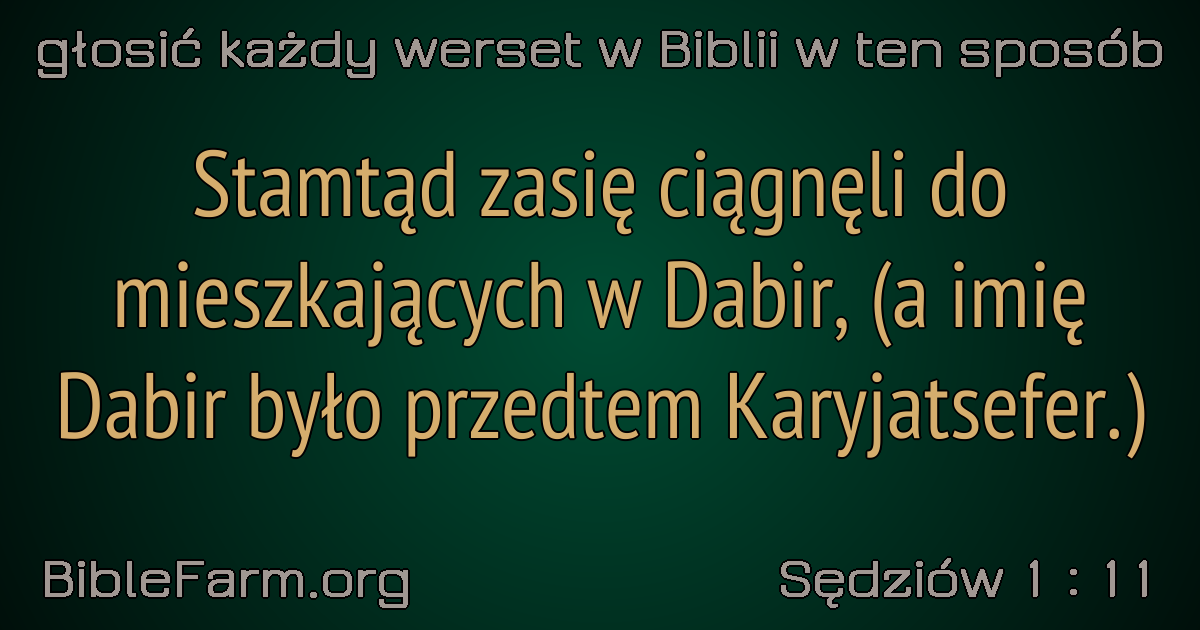 głosić każdy werset w Biblii w ten sposób
Stamtąd zasię ciągnęli do
mieszkających w Dabir, (a imię
Dabir było przedtem Karyjatsefer.)
BibleFarm.org
Sędziów 1 : 11